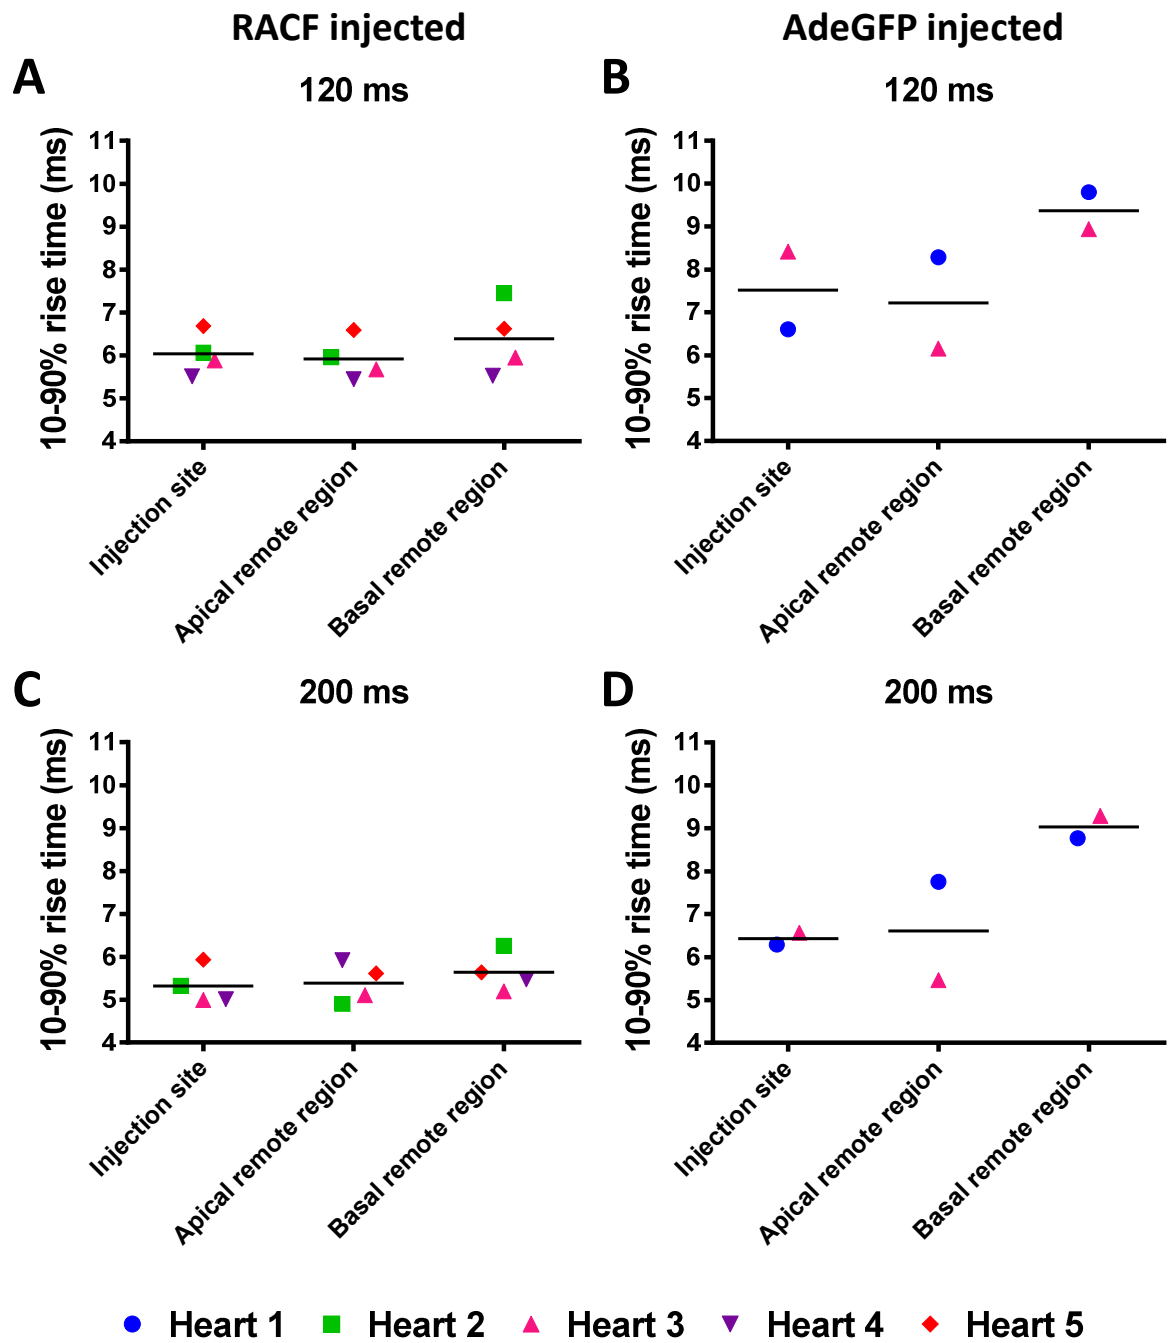 RACF injected
AdeGFP injected
A
120 ms
10-90% rise time (ms)
11
10
9
8
7
6
5
4
Injection site
Apical remote region
Basal remote region
B
120 ms
10-90% rise time (ms)
11
10
9
8
7
6
5
4
Injection site
Apical remote region
Basal remote region
C
200 ms
10-90% rise time (ms)
11
10
9
8
7
6
5
4
Injection site
Apical remote region
Basal remote region
D
200 ms
10-90% rise time (ms)
11
10
9
8
7
6
5
4
Injection site
Apical remote region
Basal remote region
Heart 1 Heart 2 Heart 3 Heart 4 Heart 5